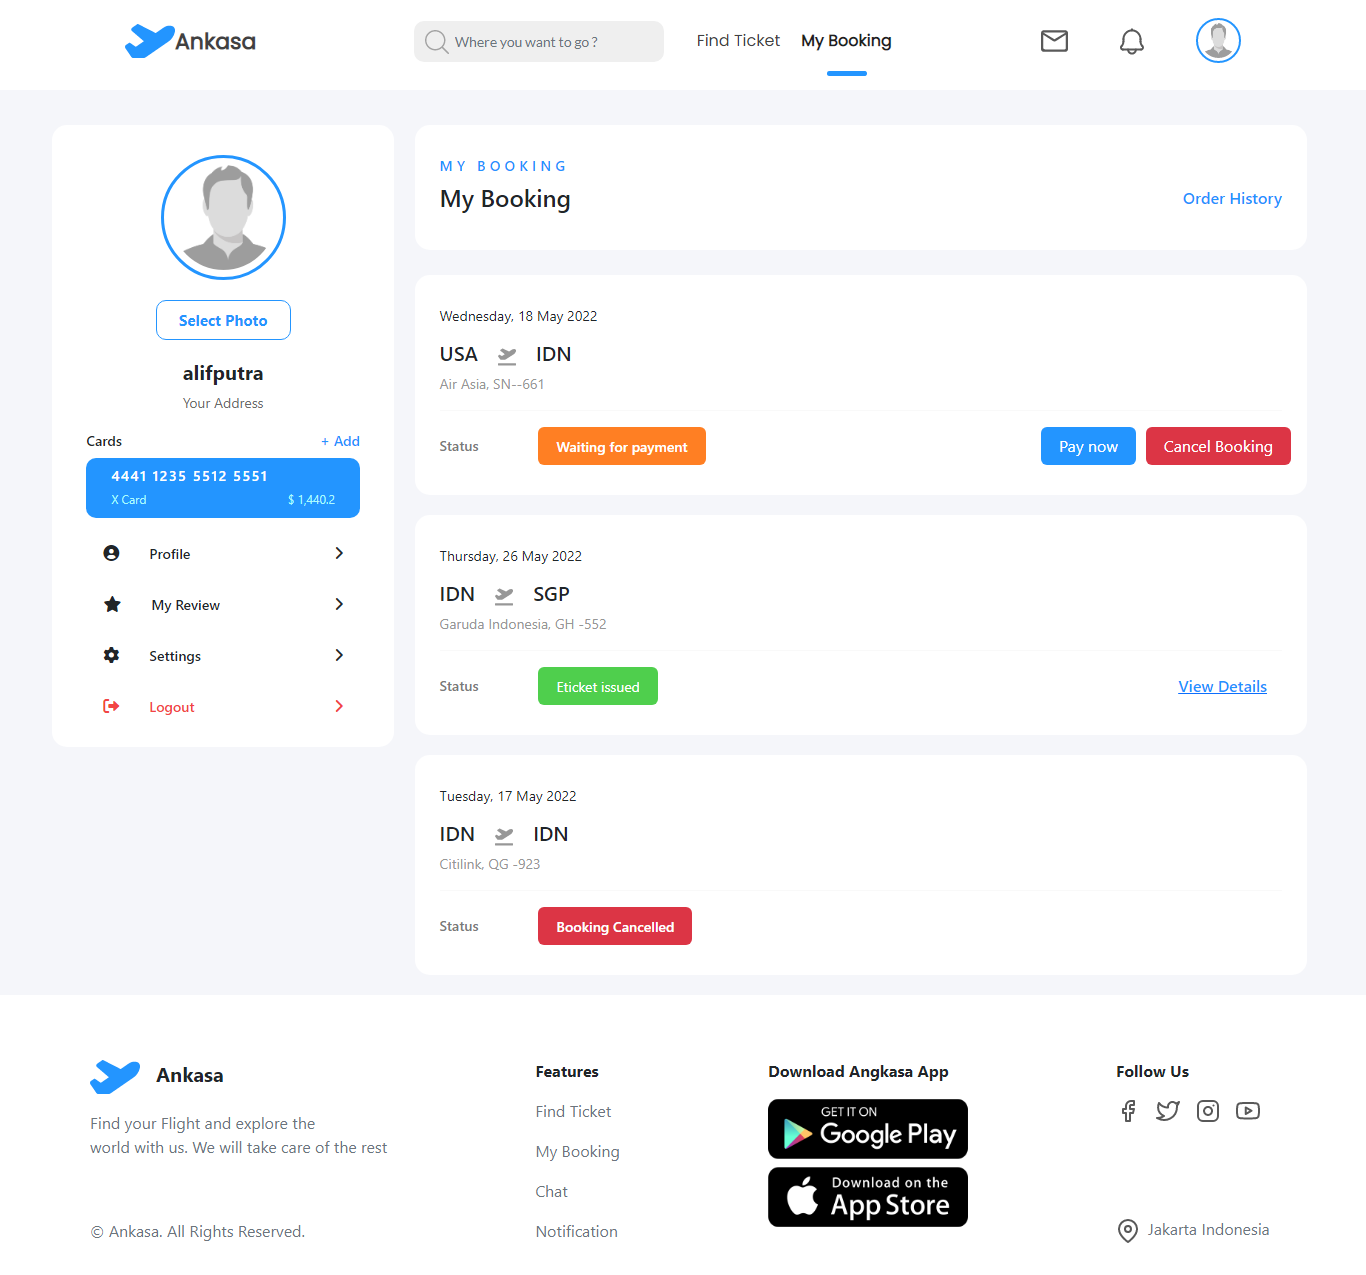 Ankasa
Where you want to go ?
Find Ticket
My Booking
Select Photo
alifputra
Your Address
Cards
+ Add
4441 1235 5512 5551
X Card
$ 1,440.2
Profile
My Review
Settings
Logout
MY BOOKING
My Booking
Order History
Wednesday, 18 May 2022
USA IDN
Air Asia, SN--661
Status
Waiting for payment
Pay now
Cancel Booking
Thursday, 26 May 2022
IDN SGP
Garuda Indonesia, GH -552
Status
Eticket issued
View Details
Tuesday, 17 May 2022
IDN IDN
Citilink, QG -923
Status
Booking Cancelled
Ankasa
Find your Flight and explore the
world with us. We will take care of the rest
© Ankasa. All Rights Reserved.
Features
Find Ticket
My Booking
Chat
Notification
Download Angkasa App
GET IT ON
Google Play
Download on the
App Store
Follow Us
Jakarta Indonesia